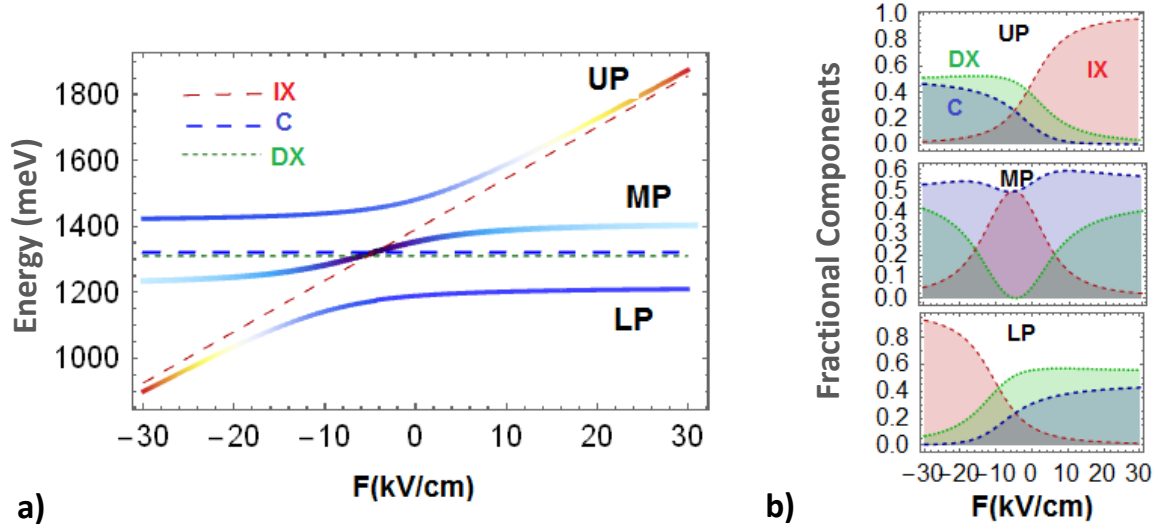 1800
1600
1400
1200
1000
Energy (meV)
IX
C
DX
UP
MP
LP
−30
−20
−10
0
10
20
30
F(kV/cm)
a)
Fractional Components
1.0
0.8
0.6
0.4
0.2
0.0
UP
DX
IX
C
0.6
0.5
0.4
0.3
0.2
0.1
0.0
MP
0.8
0.6
0.4
0.2
0.0
LP
−30
−20
−10
0
10
20
30
F(kV/cm)
b)